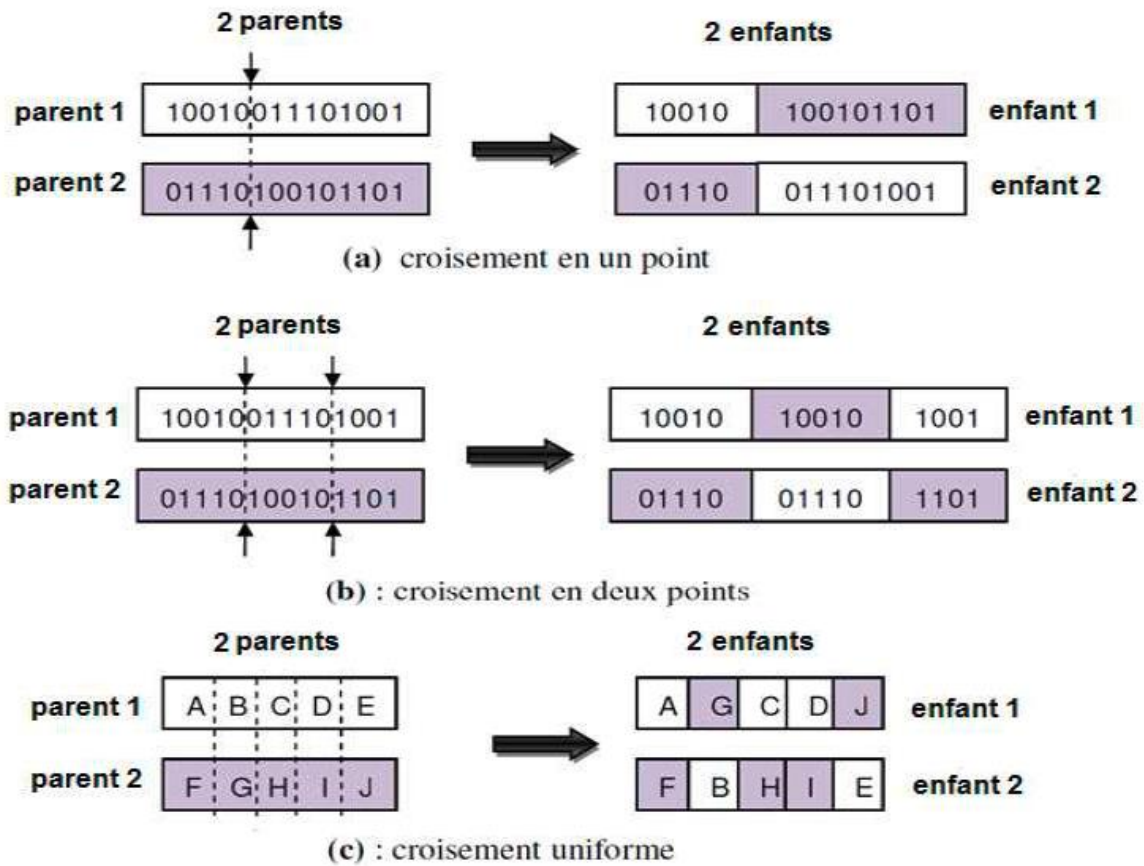 2 parents 2 enfants
parent 1 10010011101001 10010 100101101 enfant 1
parent 2 01110100101101 01110 011101001 enfant 2
(a) croisement en un point
2 parents 2 enfants
parent 1 10010011101001 10010 10010 1001 enfant 1
parent 2 01110100101101 01110 01110 1101 enfant 2
(b) : croisement en deux points
2 parents 2 enfants
parent 1 A B C D E A G C D J enfant 1
parent 2 F G H I J F B H I E enfant 2
(c) : croisement uniforme